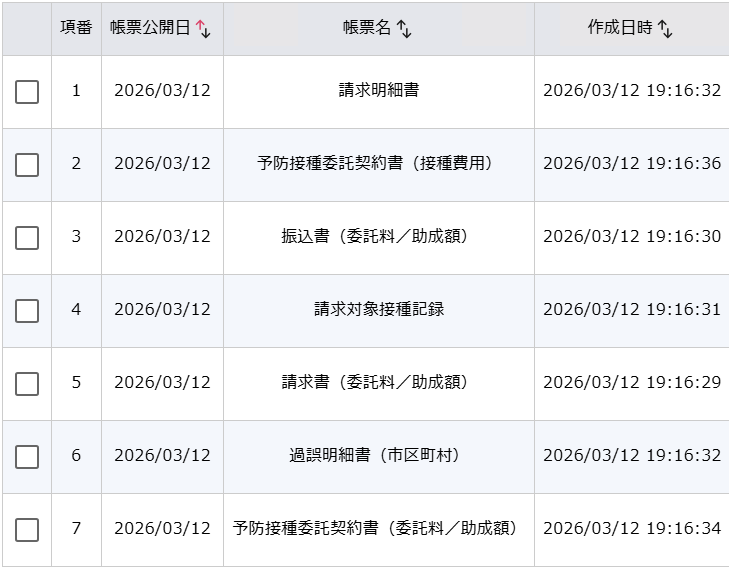 項番 帳票公開日 帳票名 作成日時
1 2026/03/12 請求明細書 2026/03/12 19:16:32
2 2026/03/12 予防接種委託契約書（接種費用） 2026/03/12 19:16:36
3 2026/03/12 振込書（委託料／助成額） 2026/03/12 19:16:30
4 2026/03/12 請求対象接種記録 2026/03/12 19:16:31
5 2026/03/12 請求書（委託料／助成額） 2026/03/12 19:16:29
6 2026/03/12 過誤明細書（市区町村） 2026/03/12 19:16:32
7 2026/03/12 予防接種委託契約書（委託料／助成額） 2026/03/12 19:16:34